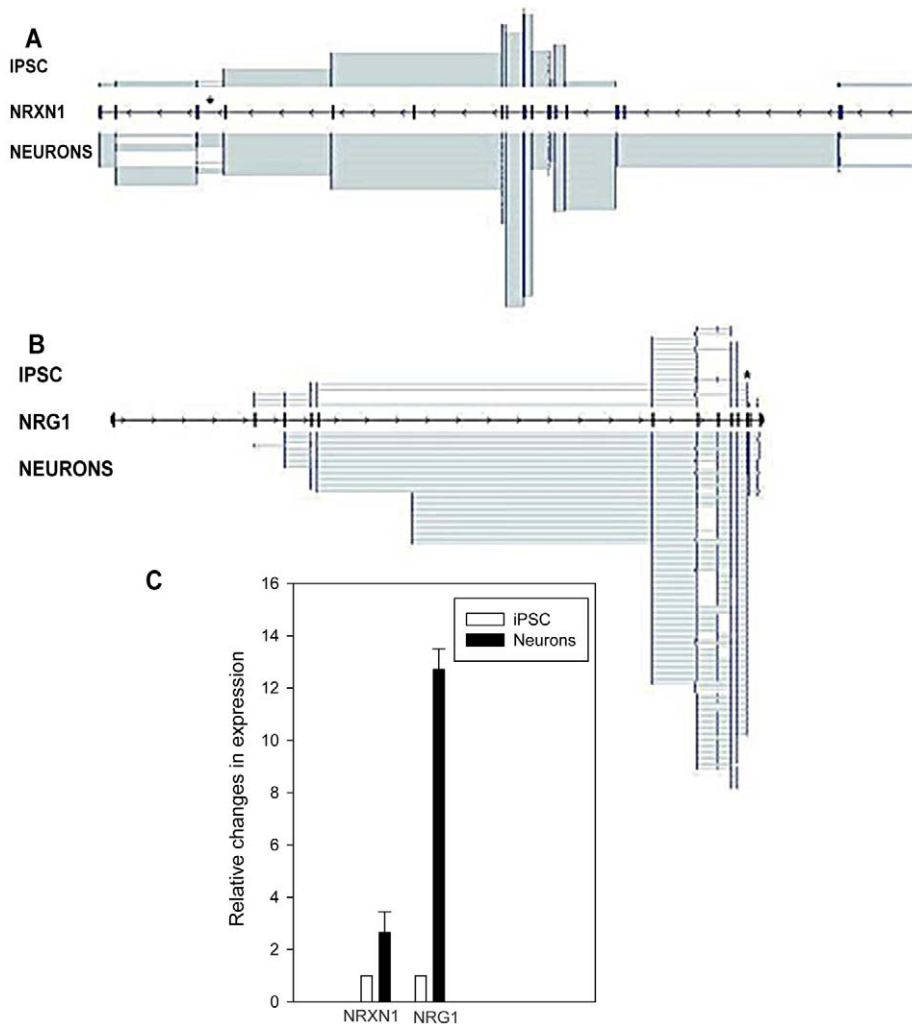 A
IPSC
NRXN1
NEURONS
B
IPSC
NRG1
NEURONS
C
16
14
12
10
8
6
4
2
0
Relative changes in expression
iPSC
Neurons
NRXN1
NRG1